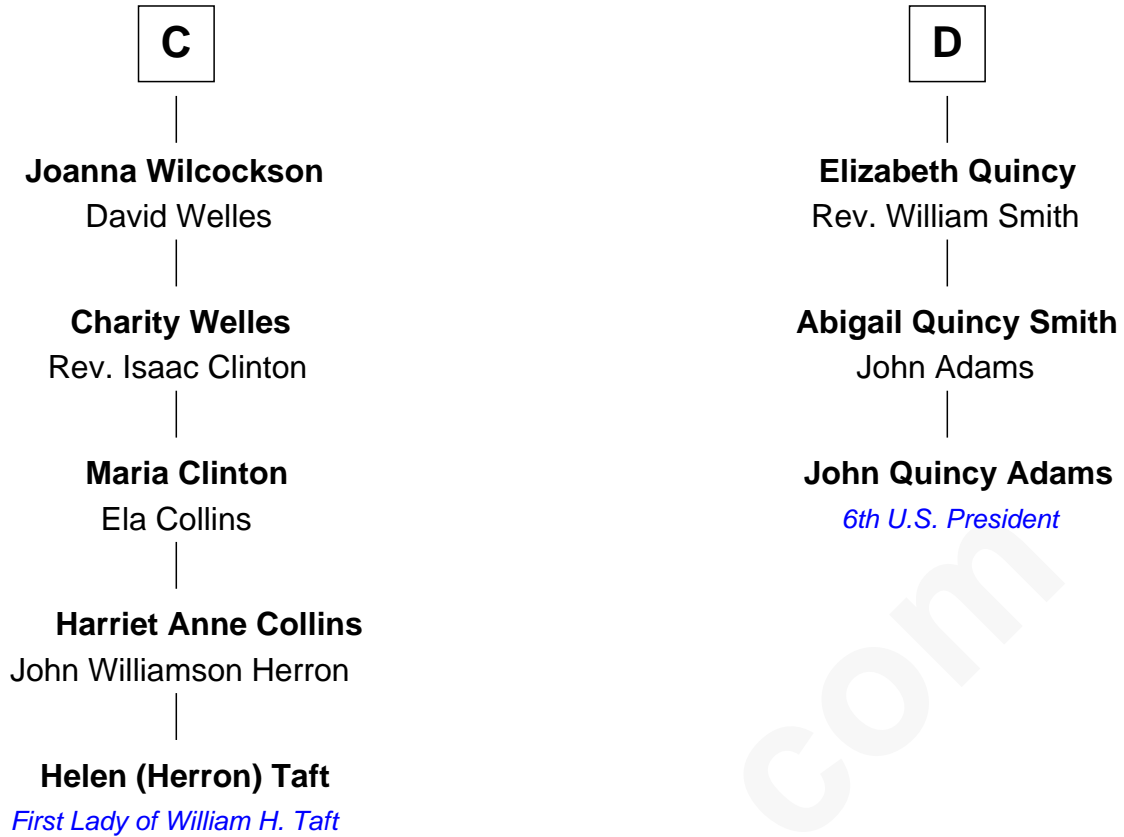 C
Joanna Wilcockson
David Welles
Charity Welles
Rev. Isaac Clinton
Maria Clinton
Ela Collins
Harriet Anne Collins
John Williamson Herron
Helen (Herron) Taft
First Lady of William H. Taft
D
Elizabeth Quincy
Rev. William Smith
Abigail Quincy Smith
John Adams
John Quincy Adams
6th U.S. President
com